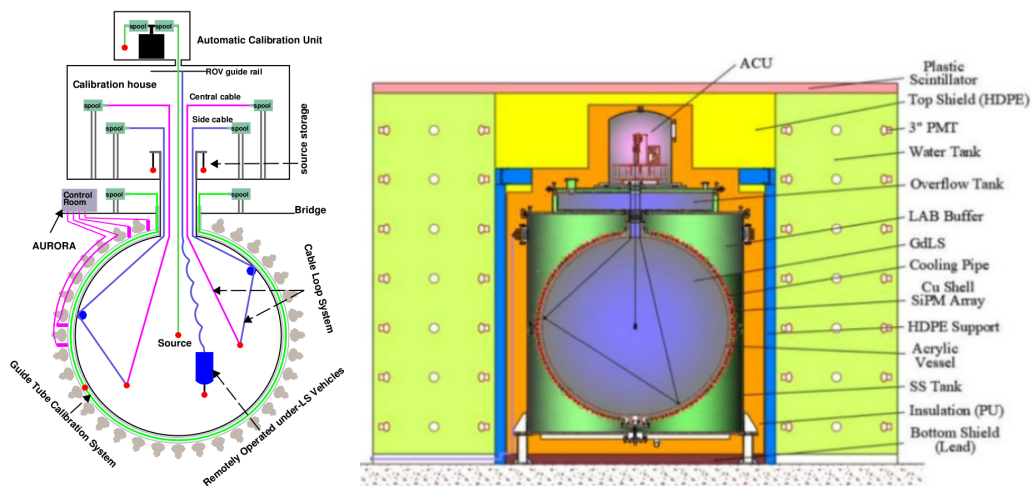 spool
spool
Automatic Calibration Unit
ROV guide rail
Calibration house
Central cable
spool
spool
Side cable
spool
spool
source storage
Control
Room
spool
spool
Bridge
AURORA
Cable Loop System
Source
Guide Tube Calibration System
Remotely Operated under-LS Vehicles
ACU
Plastic
Scintillator
Top Shield (HDPE)
3" PMT
Water Tank
Overflow Tank
LAB Buffer
GdLS
Cooling Pipe
Cu Shell
SiPM Array
HDPE Support
Acrylic
Vessel
SS Tank
Insulation (PU)
Bottom Shield
(Lead)